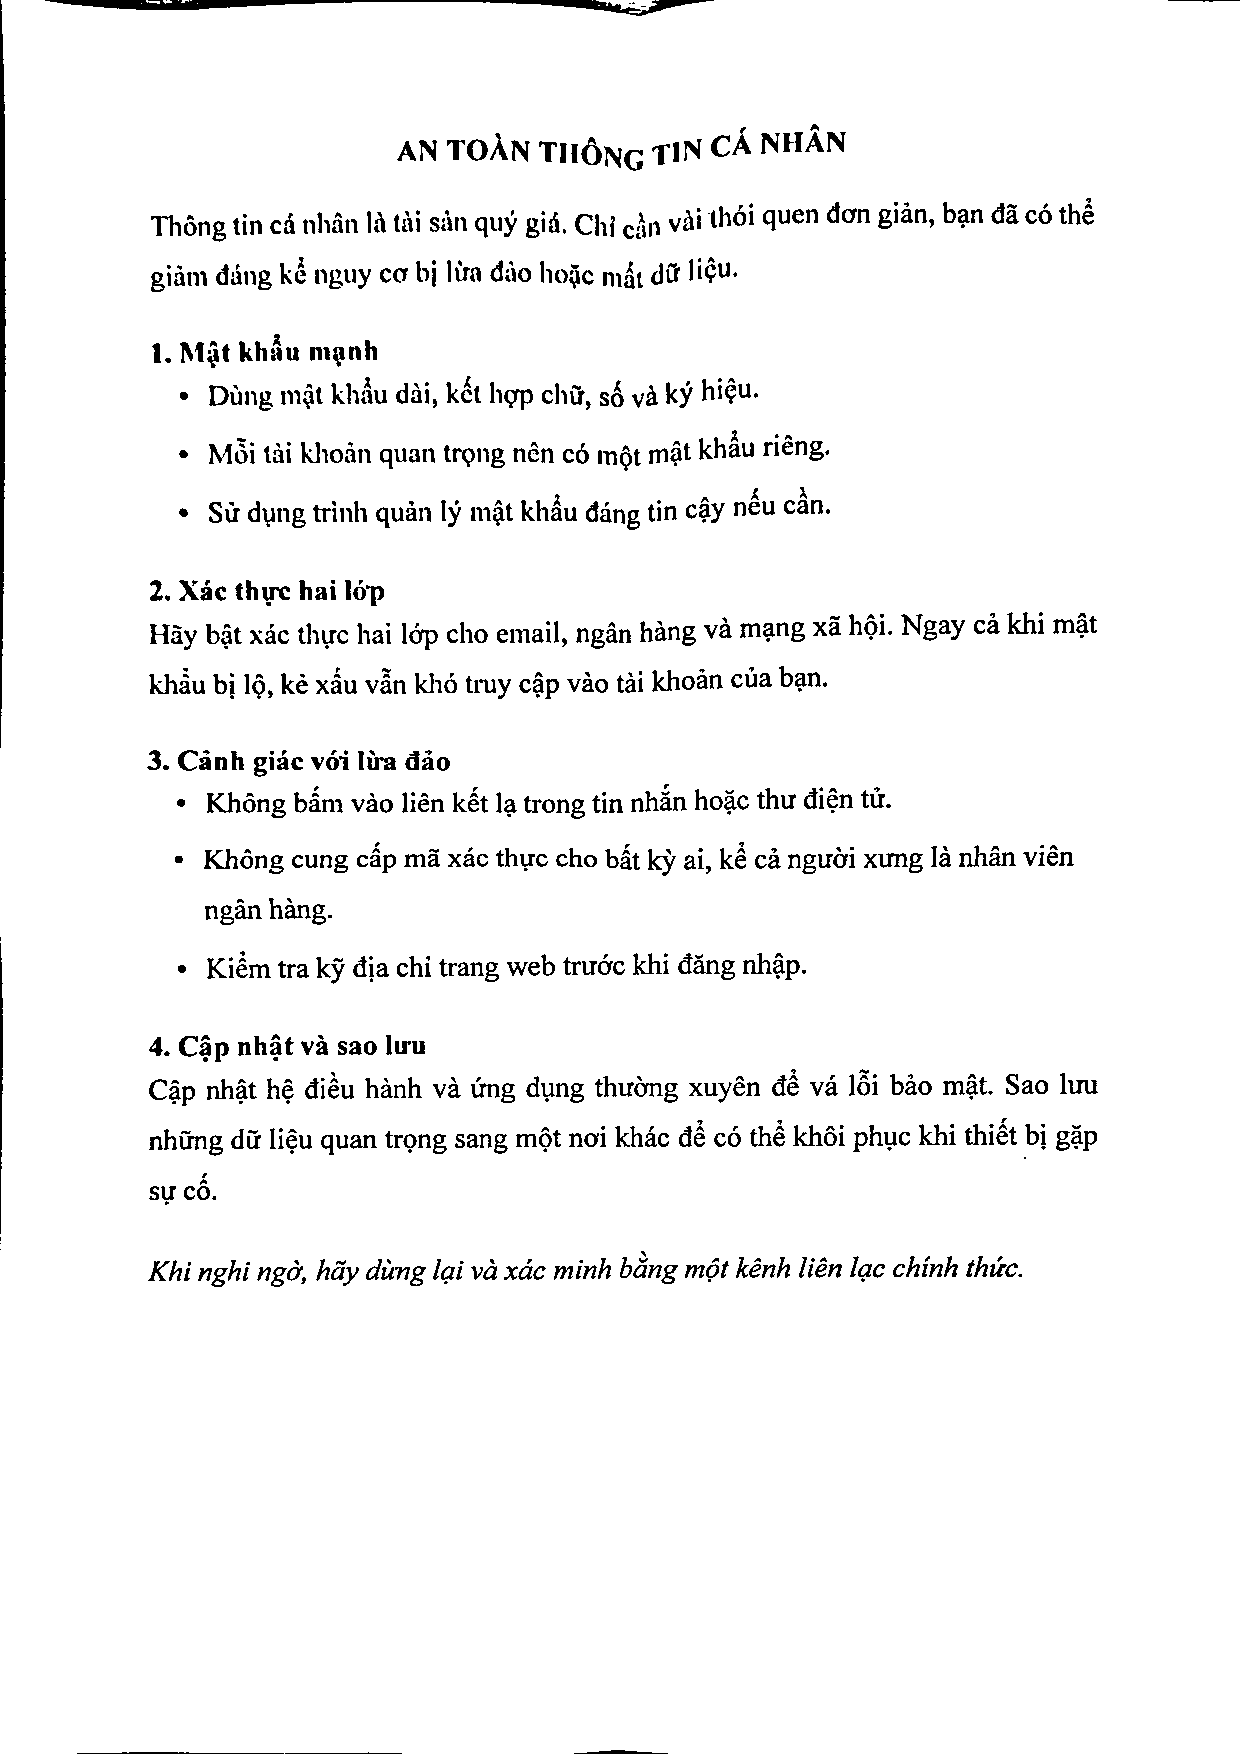 AN TOÀN THÔNG TIN CÁ NHÂN
Thông tin cá nhân là tài sản quý giá. Chỉ cần vài thói quen đơn giản, bạn đã có thể
giảm đáng kể nguy cơ bị lừa đảo hoặc mất dữ liệu.
1. Mật khẩu mạnh
• Dùng mật khẩu dài, kết hợp chữ, số và ký hiệu.
• Mỗi tài khoản quan trọng nên có một mật khẩu riêng.
• Sử dụng trình quản lý mật khẩu đáng tin cậy nếu cần.
2. Xác thực hai lớp
Hãy bật xác thực hai lớp cho email, ngân hàng và mạng xã hội. Ngay cả khi mật
khẩu bị lộ, kẻ xấu vẫn khó truy cập vào tài khoản của bạn.
3. Cảnh giác với lừa đảo
• Không bấm vào liên kết lạ trong tin nhắn hoặc thư điện tử.
• Không cung cấp mã xác thực cho bất kỳ ai, kể cả người xưng là nhân viên
ngân hàng.
• Kiểm tra kỹ địa chỉ trang web trước khi đăng nhập.
4. Cập nhật và sao lưu
Cập nhật hệ điều hành và ứng dụng thường xuyên để vá lỗi bảo mật. Sao lưu
những dữ liệu quan trọng sang một nơi khác để có thể khôi phục khi thiết bị gặp
sự cố.
Khi nghi ngờ, hãy dừng lại và xác minh bằng một kênh liên lạc chính thức.